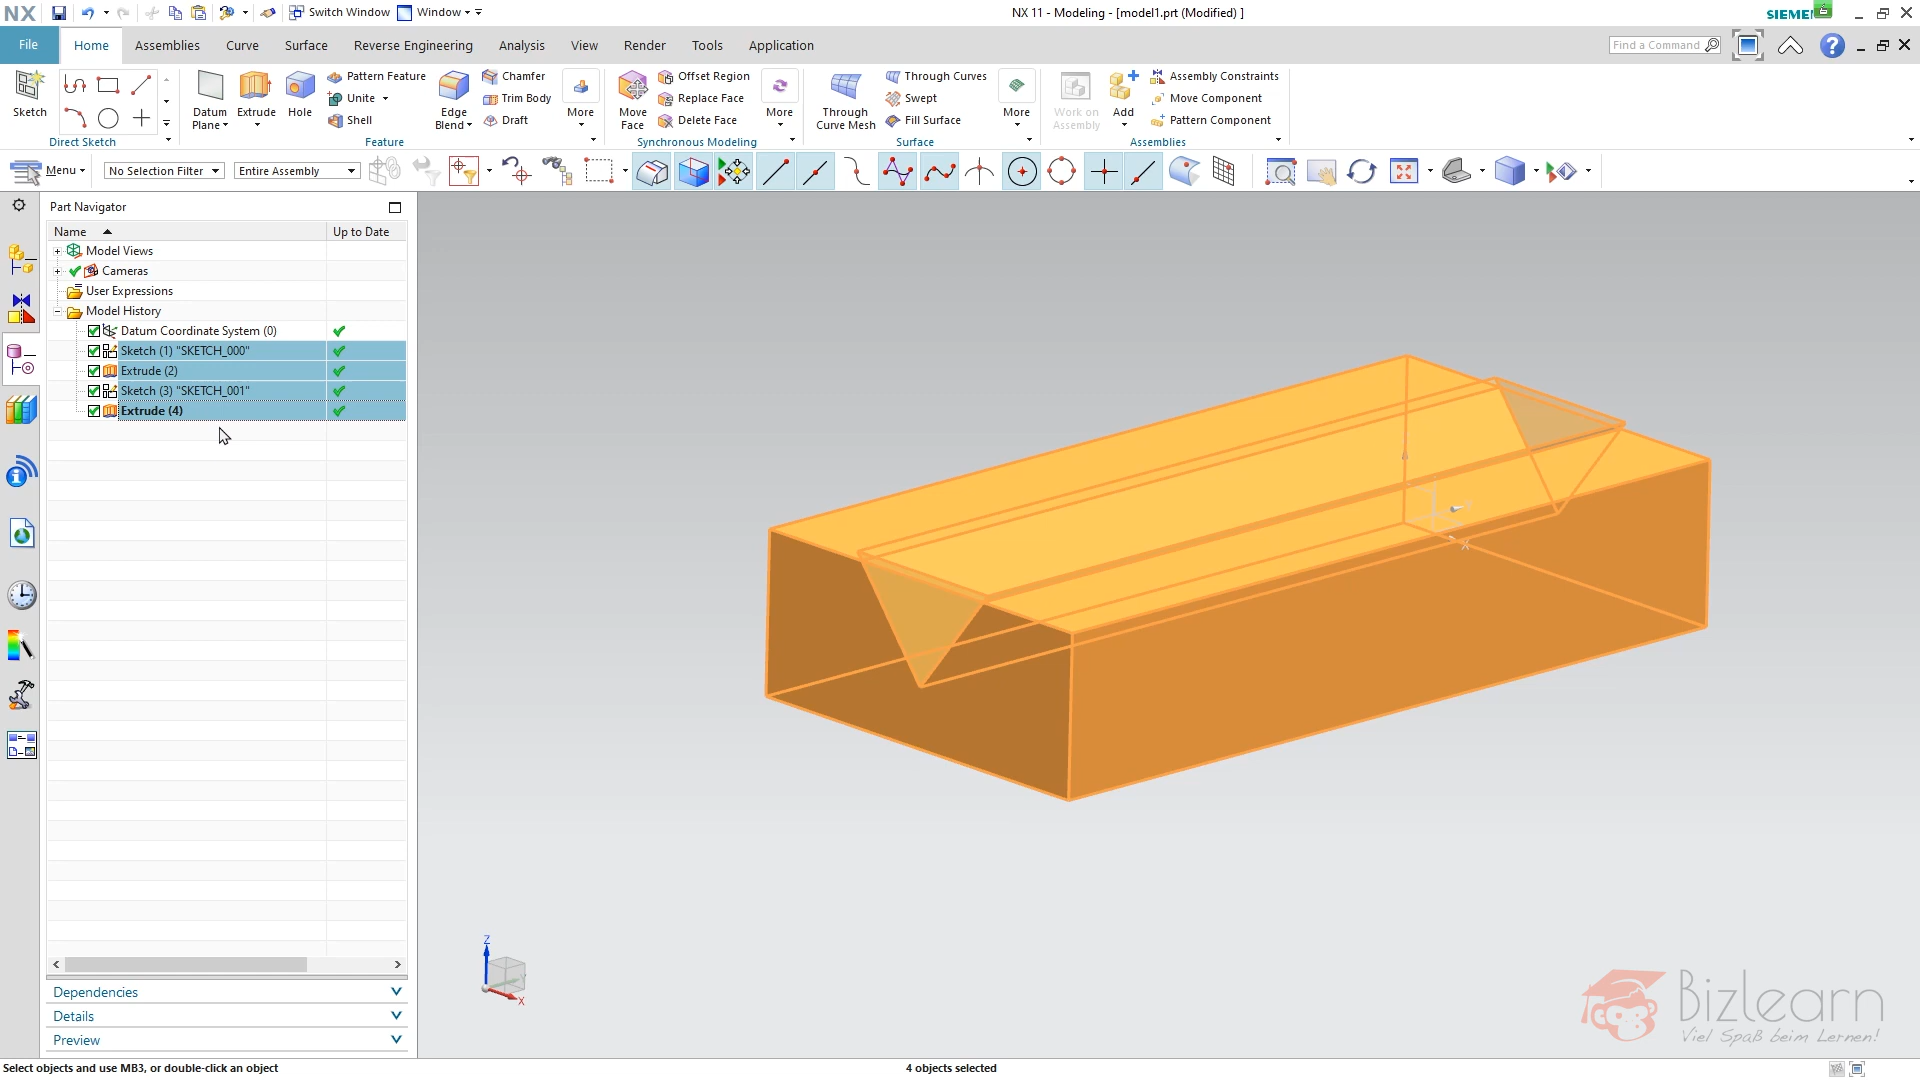 NX
Switch Window
Window
NX 11 - Modeling - [model1.prt (Modified) ]
SIEME
File
Home
Assemblies
Curve
Surface
Reverse Engineering
Analysis
View
Render
Tools
Application
Find a Command
Sketch
Datum
Plane
Extrude
Hole
Pattern Feature
Unite
Shell
Edge
Blend
Chamfer
Trim Body
Draft
More
Move
Face
Offset Region
Replace Face
Delete Face
More
Through
Curve Mesh
Through Curves
Swept
Fill Surface
More
Work on
Assembly
Add
Assembly Constraints
Move Component
Pattern Component
Direct Sketch
Feature
Synchronous Modeling
Surface
Assemblies
Menu
No Selection Filter
Entire Assembly
Part Navigator
Name
Up to Date
Model Views
Cameras
User Expressions
Model History
Datum Coordinate System (0)
Sketch (1) "SKETCH_000"
Extrude (2)
Sketch (3) "SKETCH_001"
Extrude (4)
X
Z
X
Dependencies
Details
Preview
Bizlearn
Viel Spaß beim Lernen!
Select objects and use MB3, or double-click an object
4 objects selected